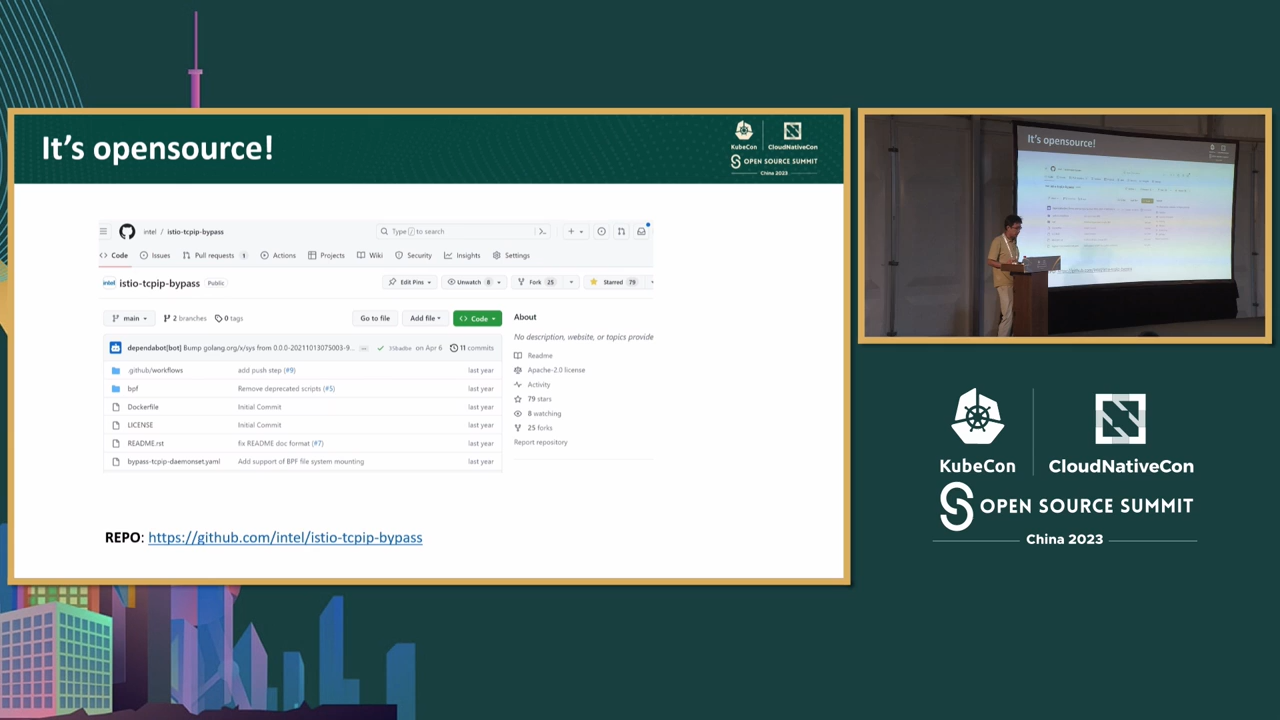 It's opensource!
KubeCon
CloudNativeCon
OPEN SOURCE SUMMIT
China 2023
intel / istio-tcpip-bypass
Type / to search
Code
Issues
Pull requests 1
Actions
Projects
Wiki
Security
Insights
Settings
intel istio-tcpip-bypass Public
Edit Pins
Unwatch 8
Fork 25
Starred 79
main
2 branches
0 tags
Go to file
Add file
Code
dependabot[bot] Bump golang.org/x/sys from 0.0.0-20211013075003-9... on Apr 6 11 commits
.github/workflows add push step (#9) last year
bpf Remove deprecated scripts (#5) last year
Dockerfile Initial Commit last year
LICENSE Initial Commit last year
README.rst fix README doc format (#7) last year
bypass-tcpip-daemonset.yaml Add support of BPF file system mounting last year
About
No description, website, or topics provide
Readme
Apache-2.0 license
Activity
79 stars
8 watching
25 forks
Report repository
REPO: https://github.com/intel/istio-tcpip-bypass
It's opensource!
KubeCon
CloudNativeCon
OPEN SOURCE SUMMIT
China 2023